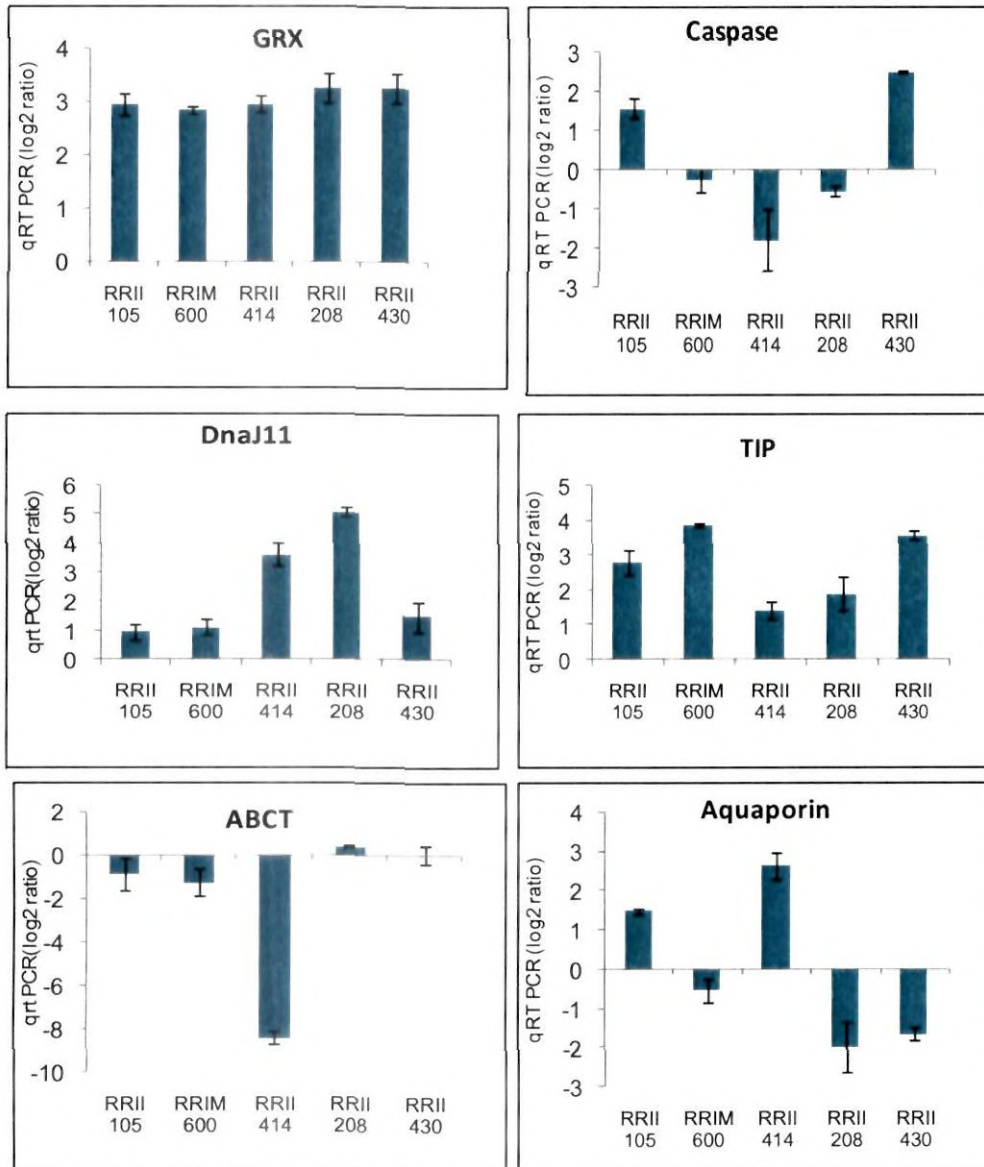 GRX
qRT PCR (log2 ratio)
4
3
2
1
0
RRII RRIM RRII RRII RRII
105 600 414 208 430
Caspase
qRT PCR (log2 ratio)
3
2
1
0
-1
-2
-3
RRII RRIM RRII RRII RRII
105 600 414 208 430
DnaJ11
qrt PCR(log2 ratio)
6
5
4
3
2
1
0
RRII RRIM RRII RRII RRII
105 600 414 208 430
TIP
qRT PCR (log2 ratio)
5
4
3
2
1
0
RRII RRIM RRII RRII RRII
105 600 414 208 430
ABCT
qrt PCR(log2 ratio)
2
0
-2
-4
-6
-8
-10
RRII RRIM RRII RRII RRII
105 600 414 208 430
Aquaporin
qRT PCR (log2 ratio)
4
3
2
1
0
-1
-2
-3
RRII RRIM RRII RRII RRII
105 600 414 208 430